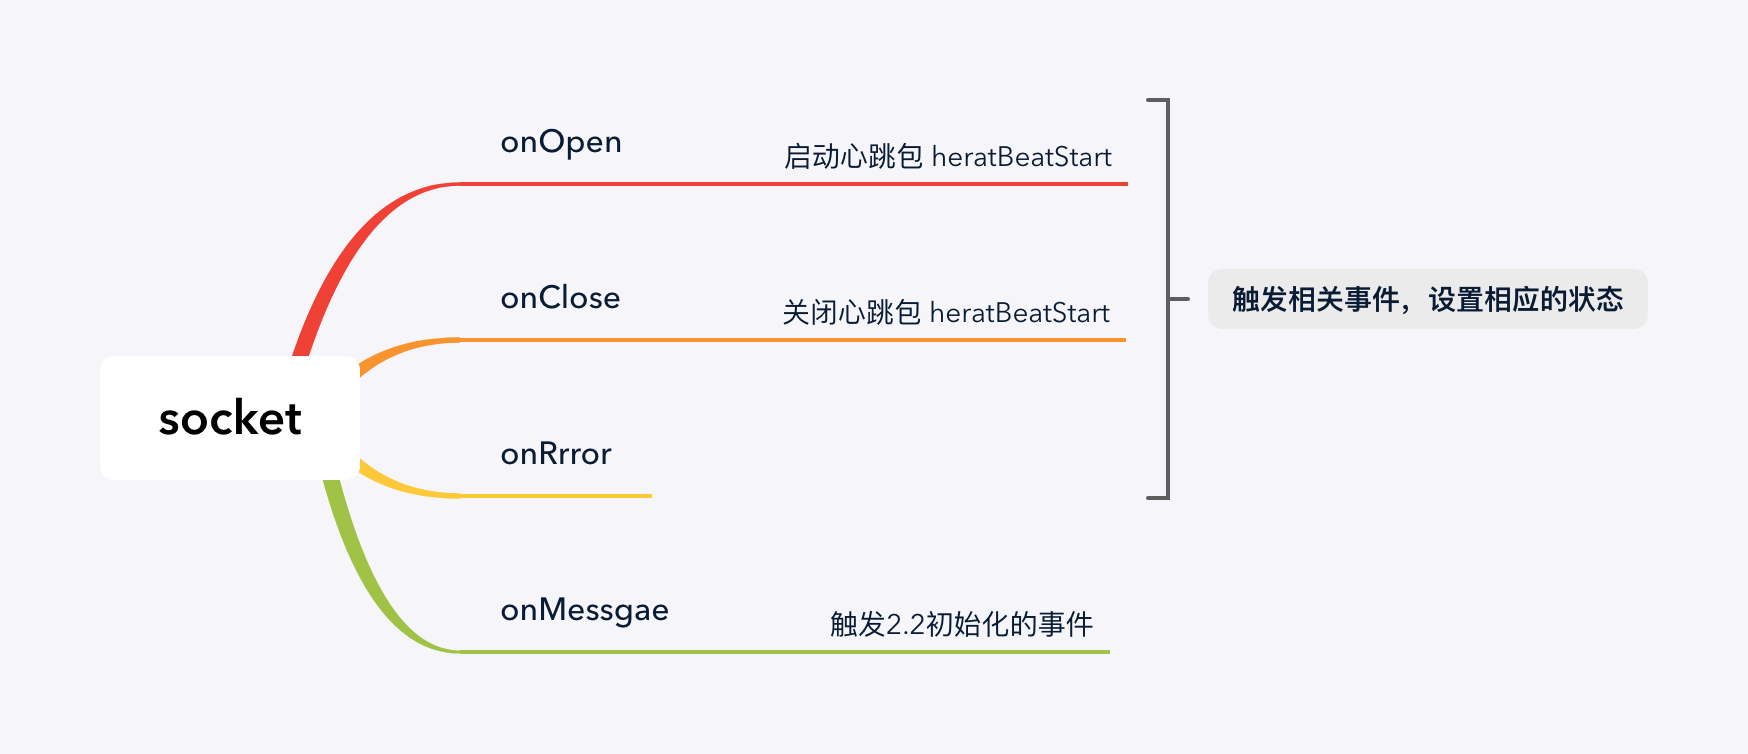 socket
onOpen
启动心跳包 heratBeatStart
onClose
关闭心跳包 heratBeatStart
onRrror
onMessgae
触发2.2初始化的事件
触发相关事件，设置相应的状态